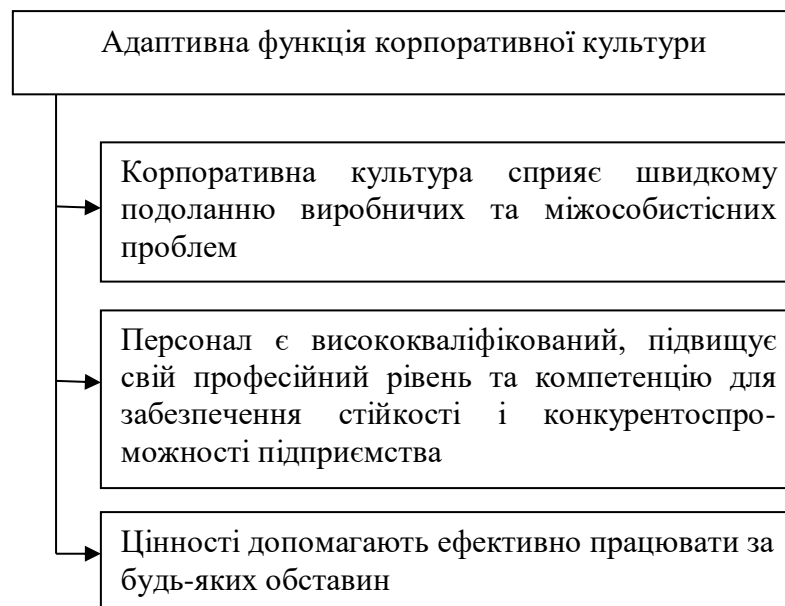 Адаптивна функція корпоративної культури
Корпоративна культура сприяє швидкому
подоланню виробничих та міжособистісних
проблем
Персонал є висококваліфікований, підвищує
свій професійний рівень та компетенцію для
забезпечення стійкості і конкурентоспро-
можності підприємства
Цінності допомагають ефективно працювати за
будь-яких обставин